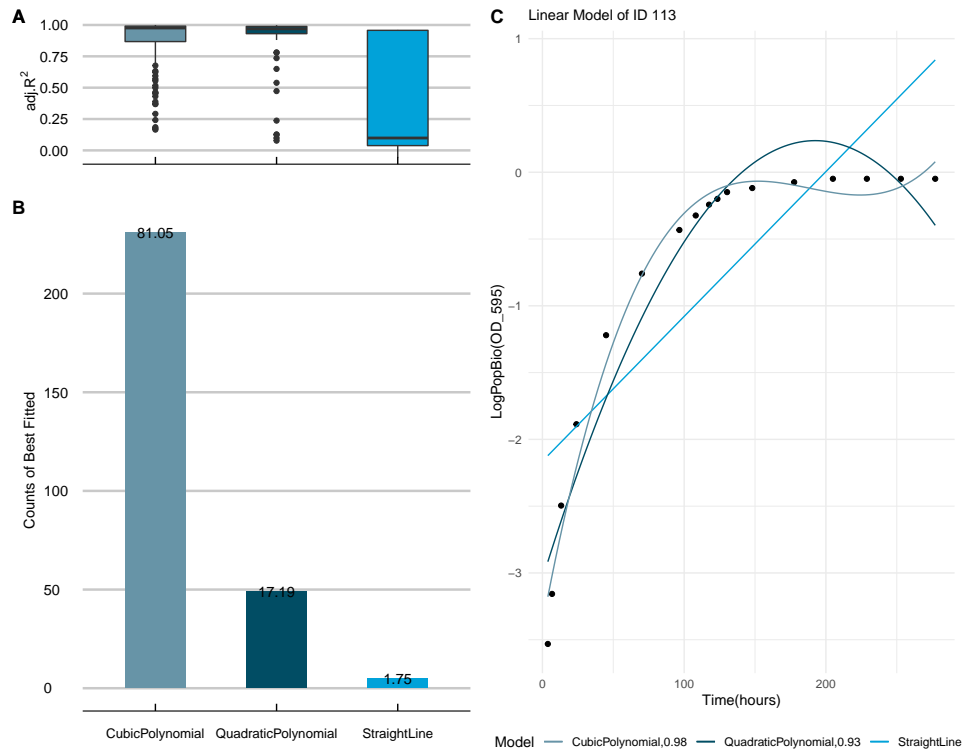 A
adj.R2
1.00
0.75
0.50
0.25
0.00
B
Counts of Best Fitted
200
150
100
50
0
81.05
17.19
1.75
CubicPolynomial
QuadraticPolynomial
StraightLine
C
Linear Model of ID 113
LogPopBio(OD_595)
1
0
−1
−2
−3
0
100
200
Time(hours)
Model
CubicPolynomial,0.98
QuadraticPolynomial,0.93
StraightLine